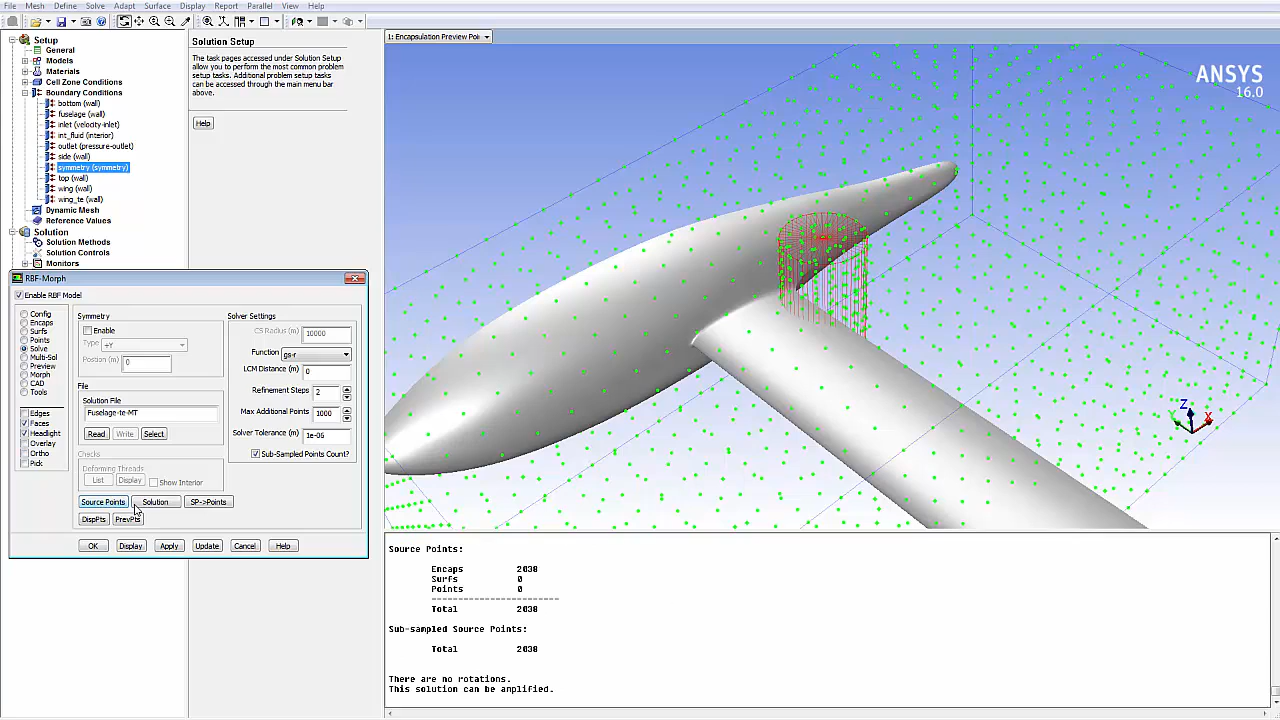 File Mesh Define Solve Adapt Surface Display Report Parallel View Help
Setup
General
Models
Materials
Cell Zone Conditions
Boundary Conditions
bottom (wall)
fuselage (wall)
inlet (velocity-inlet)
int_fluid (interior)
outlet (pressure-outlet)
side (wall)
symmetry (symmetry)
top (wall)
wing (wall)
wing_te (wall)
Dynamic Mesh
Reference Values
Solution
Solution Methods
Solution Controls
Monitors
Solution Setup
The task pages accessed under Solution Setup
allow you to perform the most common problem
setup tasks. Additional problem setup tasks
can be accessed through the main menu bar
above.
Help
1: Encapsulation Preview Poi
ANSYS
16.0
Z
Y
X
RBF-Morph
Enable RBF Model
Config
Encaps
Surfs
Points
Solve
Multi-Sol
Preview
Morph
CAD
Tools
Edges
Faces
Headlight
Overlay
Ortho
Pick
Symmetry
Enable
Type +Y
Position (m) 0
File
Solution File
Fuselage-te-MT
Read Write Select
Checks
Deforming Threads
List Display Show Interior
Source Points Solution SP->Points
DispPts PrevPts
Solver Settings
CS Radius (m) 10000
Function gs-r
LCM Distance (m) 0
Refinement Steps 2
Max Additional Points 1000
Solver Tolerance (m) 1e-06
Sub-Sampled Points Count?
OK Display Apply Update Cancel Help
Source Points:
Encaps 2038
Surfs 0
Points 0
-----------------------
Total 2038
Sub-sampled Source Points:
Total 2038
There are no rotations.
This solution can be amplified.